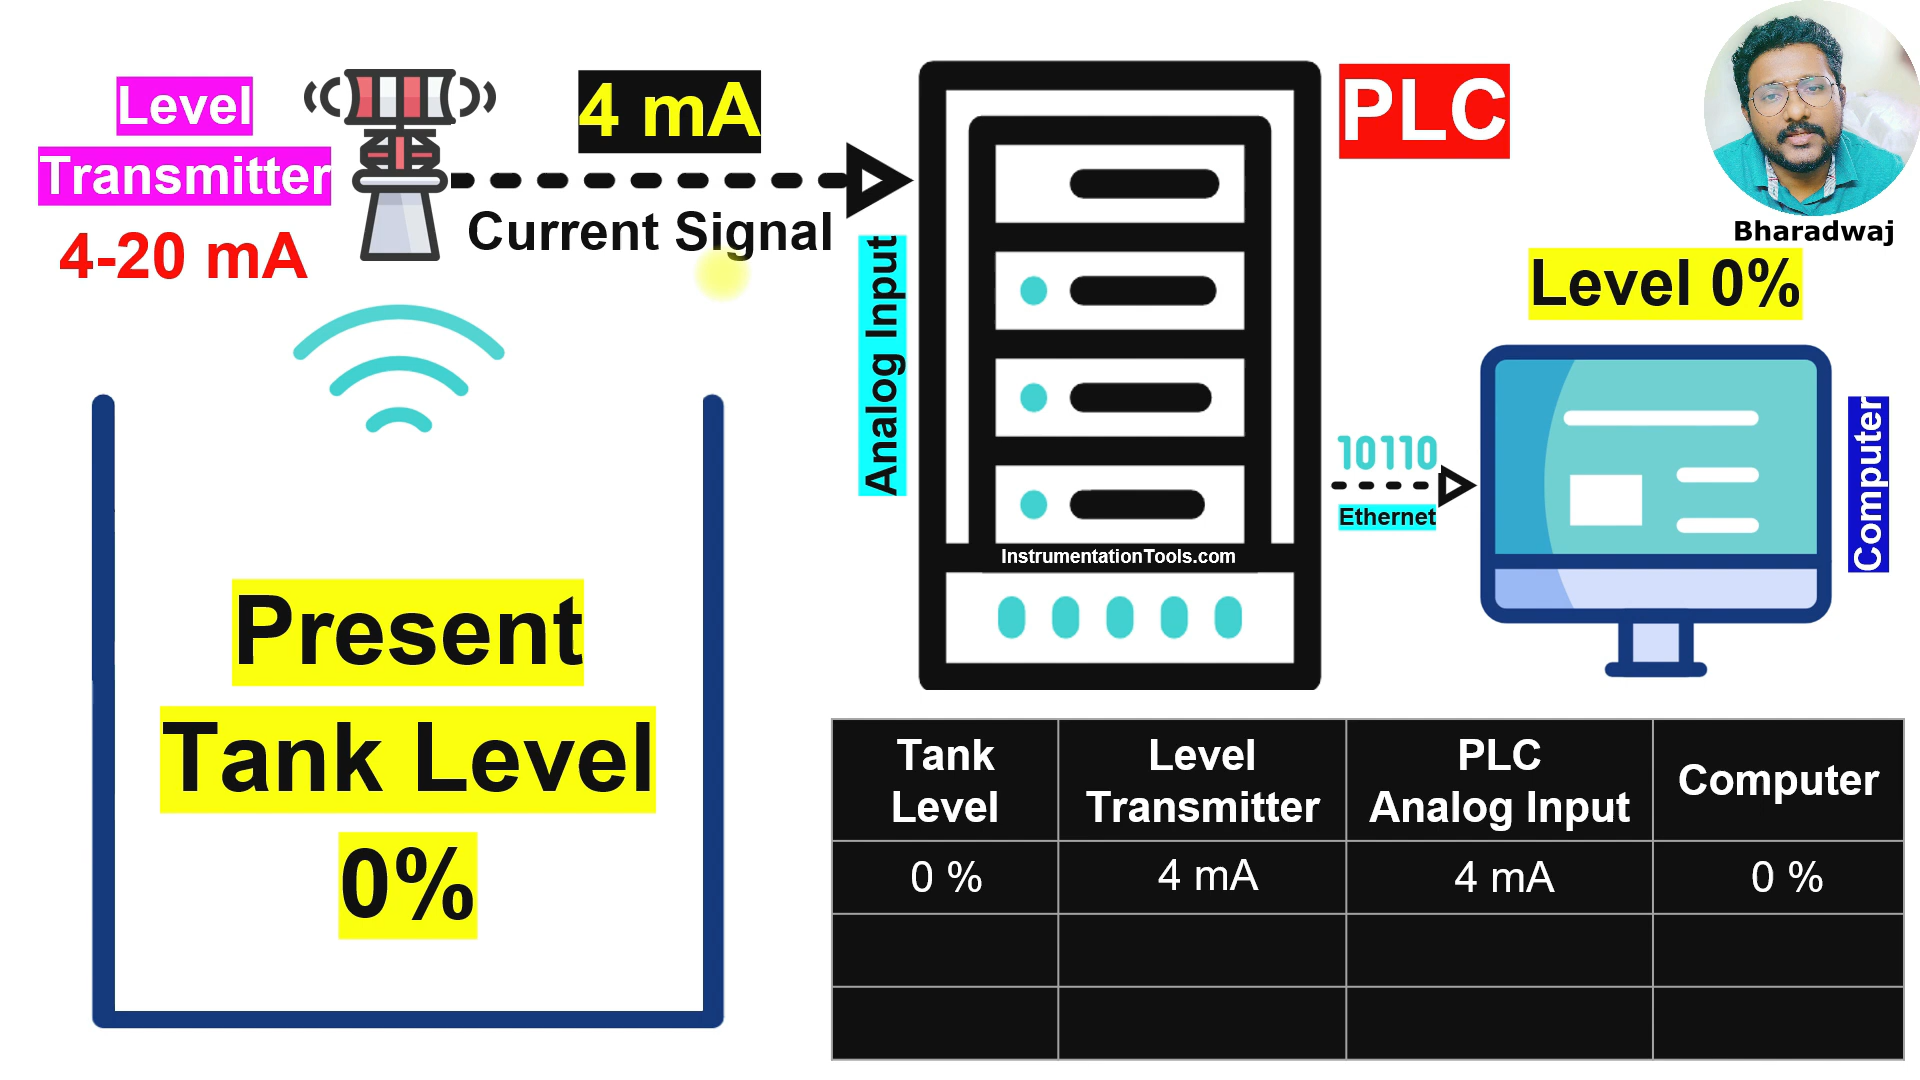 Level
Transmitter
4-20 mA
4 mA
Current Signal
Analog Input
PLC
InstrumentationTools.com
10110
Ethernet
Bharadwaj
Level 0%
Computer
Present
Tank Level
0%
Tank Level
Level Transmitter
PLC Analog Input
Computer
0 %
4 mA
4 mA
0 %